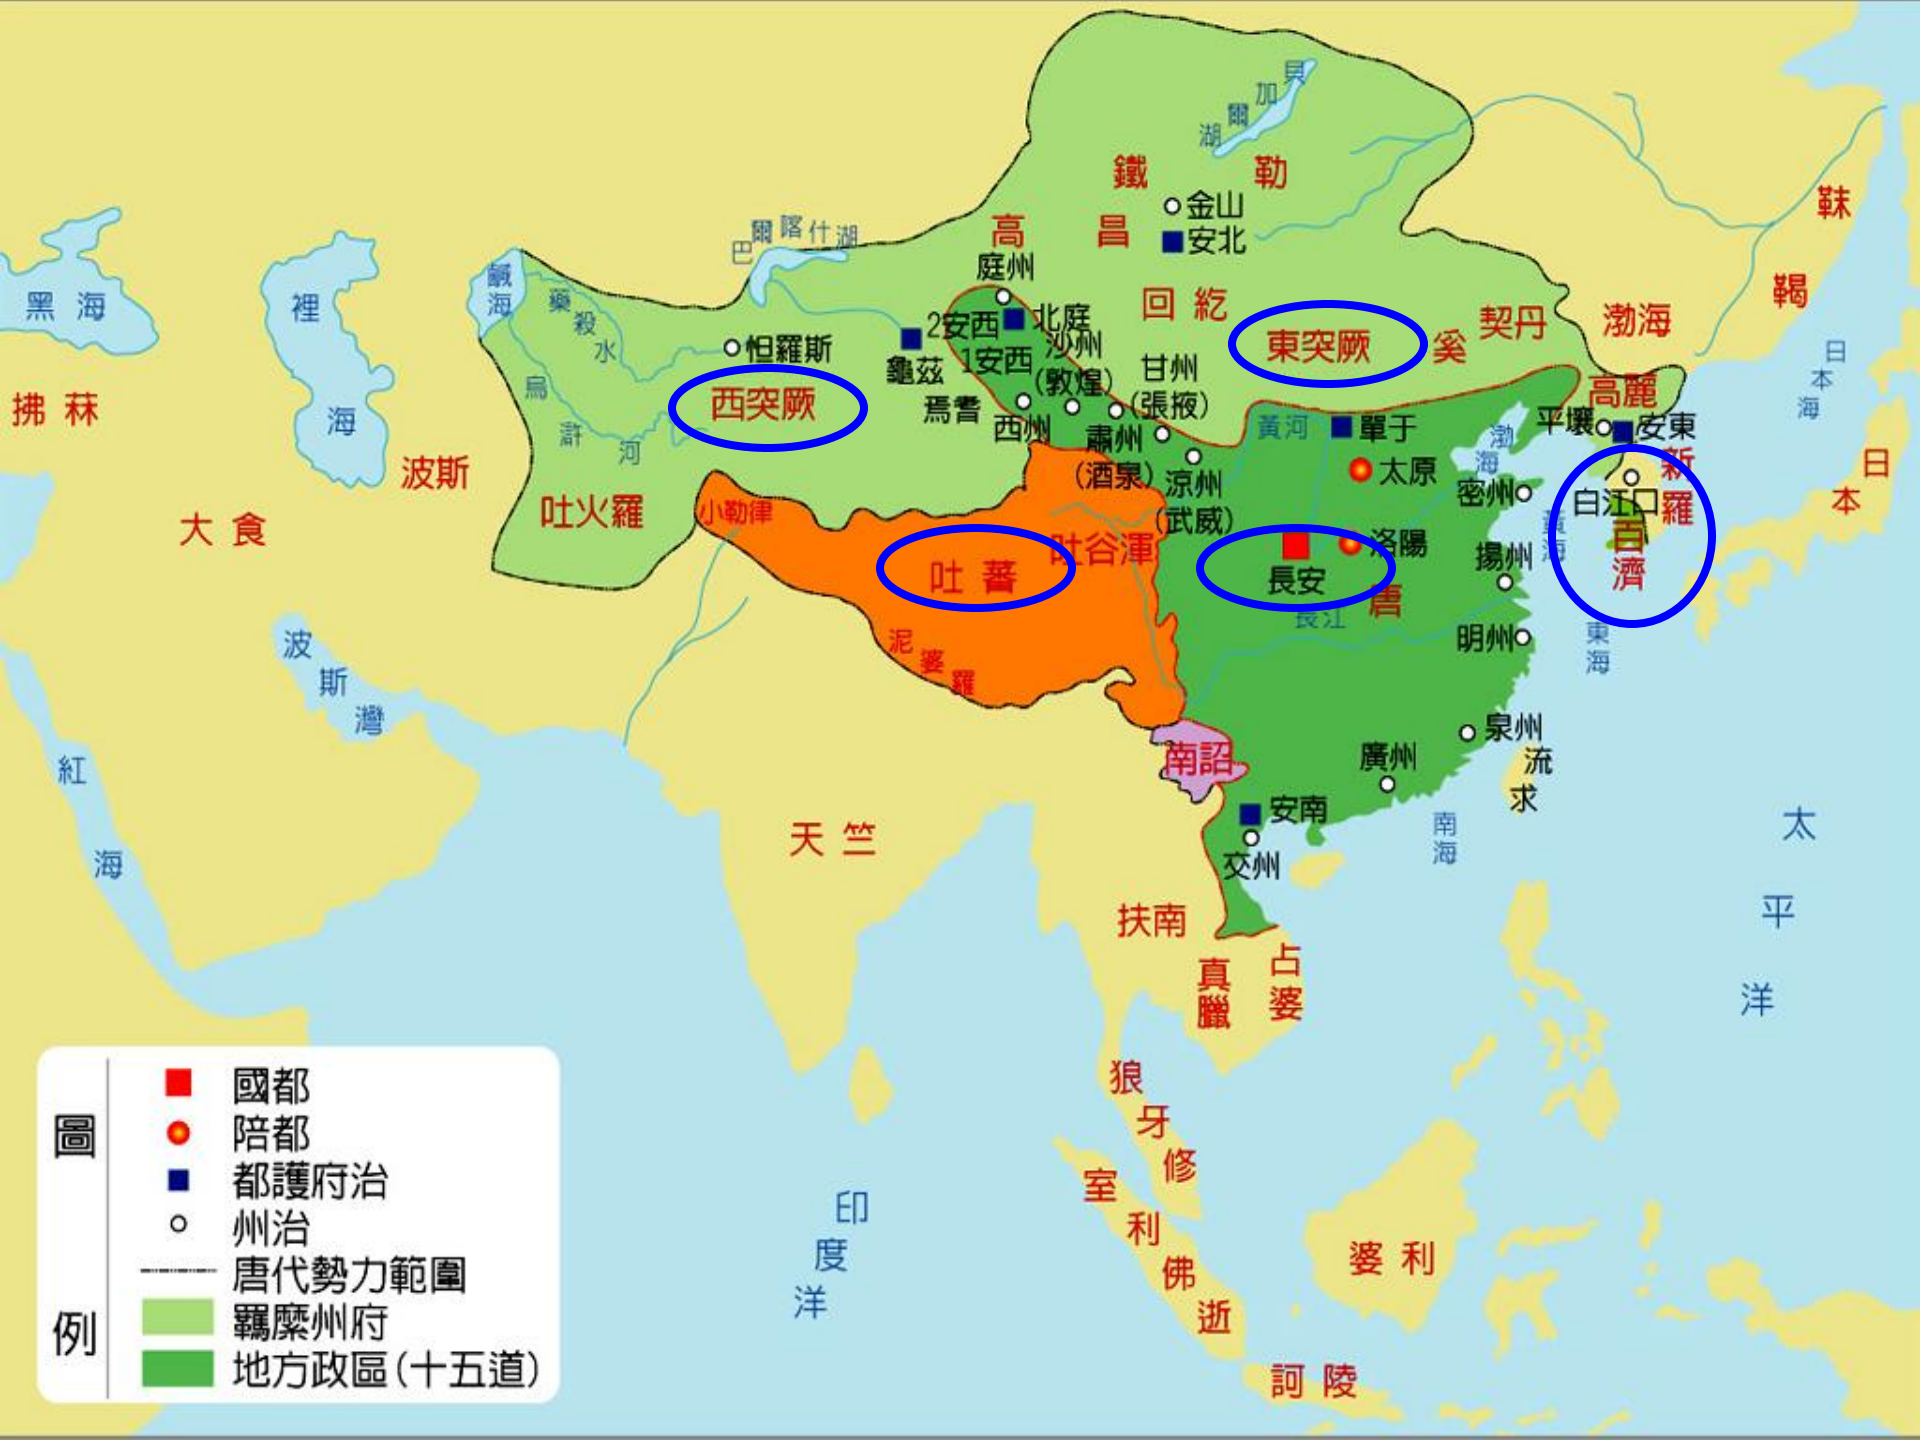 貝加爾湖
鐵勒
金山
安北
高昌
庭州
靺鞨
巴爾喀什湖
鹹海
藥殺水
黑海
裡海
2安西
北庭
回紇
東突厥
奚
契丹
渤海
日本海
怛羅斯
龜茲
1安西
沙州
(敦煌)
甘州
(張掖)
高麗
拂菻
西突厥
焉耆
西州
肅州
(酒泉)
黃河
單于
渤海
平壤
安東
烏滸河
波斯
涼州
(武威)
太原
密州
白江口
新羅
日本
大食
吐火羅
小勒律
吐蕃
吐谷渾
洛陽
長安
唐
揚州
黃海
百濟
長江
明州
東海
泥婆羅
波斯灣
南詔
泉州
流求
廣州
紅海
安南
交州
南海
天竺
太平洋
扶南
真臘
占婆
狼牙修
室利佛逝
婆利
訶陵
印度洋
圖例
國都
陪都
都護府治
州治
唐代勢力範圍
羈縻州府
地方政區(十五道)